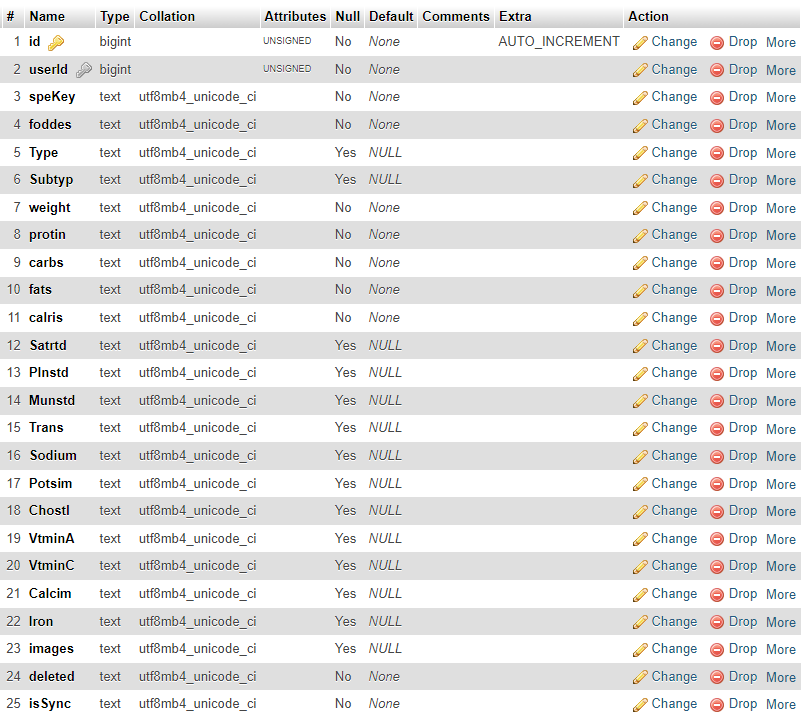 # Name Type Collation Attributes Null Default Comments Extra Action
1 id bigint UNSIGNED No None AUTO_INCREMENT Change Drop More
2 userId bigint UNSIGNED No None Change Drop More
3 speKey text utf8mb4_unicode_ci No None Change Drop More
4 foddes text utf8mb4_unicode_ci No None Change Drop More
5 Type text utf8mb4_unicode_ci Yes NULL Change Drop More
6 Subtyp text utf8mb4_unicode_ci Yes NULL Change Drop More
7 weight text utf8mb4_unicode_ci No None Change Drop More
8 protin text utf8mb4_unicode_ci No None Change Drop More
9 carbs text utf8mb4_unicode_ci No None Change Drop More
10 fats text utf8mb4_unicode_ci No None Change Drop More
11 calris text utf8mb4_unicode_ci No None Change Drop More
12 Satrtd text utf8mb4_unicode_ci Yes NULL Change Drop More
13 Plnstd text utf8mb4_unicode_ci Yes NULL Change Drop More
14 Munstd text utf8mb4_unicode_ci Yes NULL Change Drop More
15 Trans text utf8mb4_unicode_ci Yes NULL Change Drop More
16 Sodium text utf8mb4_unicode_ci Yes NULL Change Drop More
17 Potsim text utf8mb4_unicode_ci Yes NULL Change Drop More
18 Chostl text utf8mb4_unicode_ci Yes NULL Change Drop More
19 VtminA text utf8mb4_unicode_ci Yes NULL Change Drop More
20 VtminC text utf8mb4_unicode_ci Yes NULL Change Drop More
21 Calcim text utf8mb4_unicode_ci Yes NULL Change Drop More
22 Iron text utf8mb4_unicode_ci Yes NULL Change Drop More
23 images text utf8mb4_unicode_ci Yes NULL Change Drop More
24 deleted text utf8mb4_unicode_ci No None Change Drop More
25 isSync text utf8mb4_unicode_ci No None Change Drop More